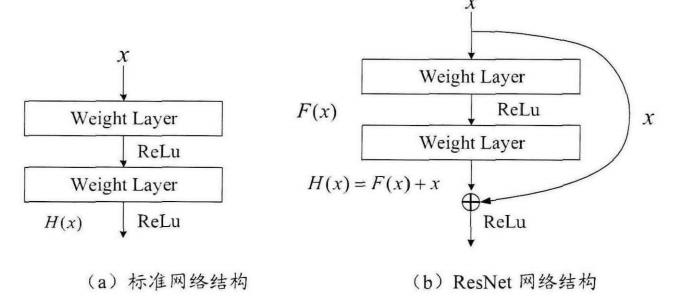 x
Weight Layer
ReLu
Weight Layer
H(x)
ReLu
(a) 标准网络结构
x
Weight Layer
F(x)
ReLu
x
Weight Layer
H(x)=F(x)+x
ReLu
(b) ResNet 网络结构